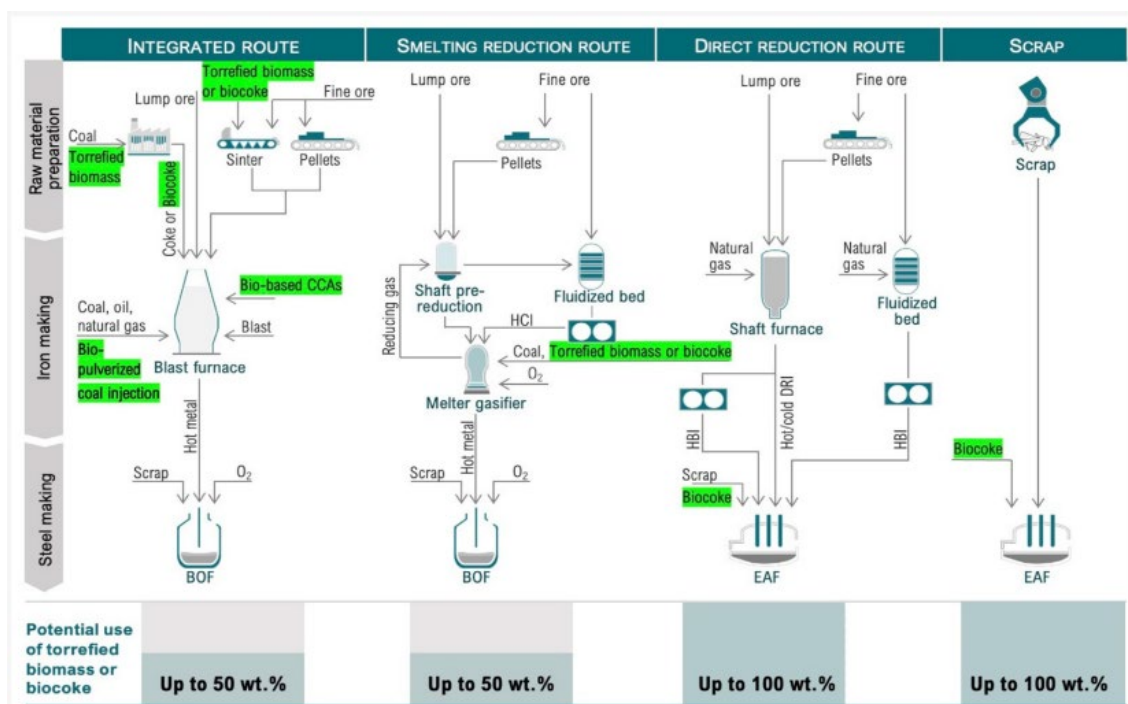 INTEGRATED ROUTE
SMELTING REDUCTION ROUTE
DIRECT REDUCTION ROUTE
SCRAP
Raw material
preparation
Iron making
Steel making
Lump ore
Torrefied biomass
or biocoke
Fine ore
Coal
Torrefied
biomass
Sinter
Pellets
Coke or Biocoke
Bio-based CCAs
Coal, oil,
natural gas
Blast
Bio-
pulverized
coal injection
Blast furnace
Hot metal
Scrap
O₂
BOF
Lump ore
Fine ore
Pellets
Reducing gas
Shaft pre-
reduction
Fluidized bed
HCI
Coal, Torrefied biomass or biocoke
O₂
Melter gasifier
Hot metal
Scrap
O₂
BOF
Lump ore
Fine ore
Pellets
Natural
gas
Natural
gas
Shaft furnace
Fluidized
bed
HBI
Hot/cold DRI
HBI
Scrap
Biocoke
EAF
Scrap
Biocoke
EAF
Potential use
of torrefied
biomass or
biocoke
Up to 50 wt.%
Up to 50 wt.%
Up to 100 wt.%
Up to 100 wt.%